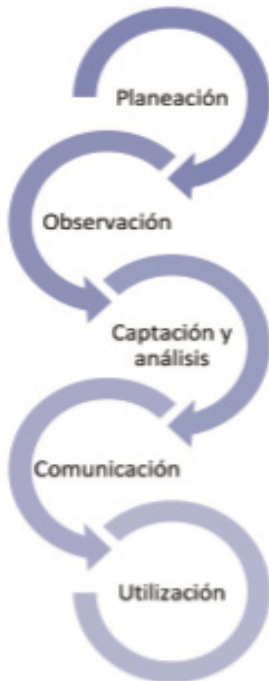 Planeación
Observación
Captación y
análisis
Comunicación
Utilización